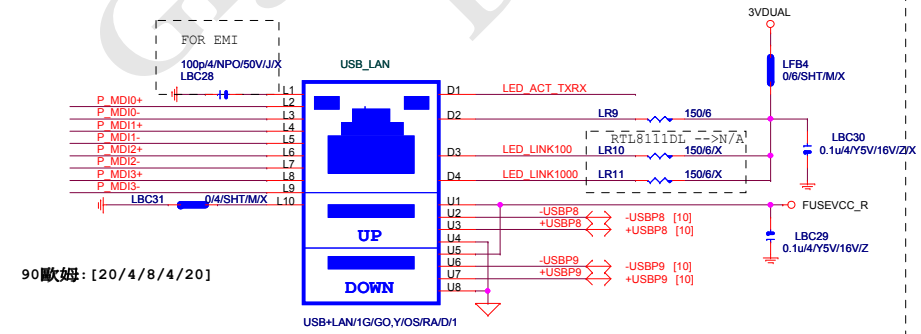 3VDUAL
FOR EMI
100p/4/NPO/50V/J/X
LBC28
USB_LAN
LFB4
0/6/SHT/M/X
L1
L2
L3
L4
L5
L6
L7
L8
L9
L10
P_MDI0+
P_MDI0-
P_MDI1+
P_MDI1-
P_MDI2+
P_MDI2-
P_MDI3+
P_MDI3-
LBC31 0/4/SHT/M/X
D1 LED_ACT_TXRX
D2 LR9 150/6
RTL8111DL -->N/A
D3 LED_LINK100 LR10 150/6/X
D4 LED_LINK1000 LR11 150/6/X
LBC30
0.1u/4/Y5V/16V/Z/X
U1
U2
U3
U4
U5
U6
U7
U8
FUSEVCC_R
LBC29
0.1u/4/Y5V/16V/Z
-USBP8 -USBP8 [10]
+USBP8 +USBP8 [10]
-USBP9 -USBP9 [10]
+USBP9 +USBP9 [10]
UP
DOWN
90歐姆:[20/4/8/4/20]
USB+LAN/1G/GO,Y/OS/RA/D/1